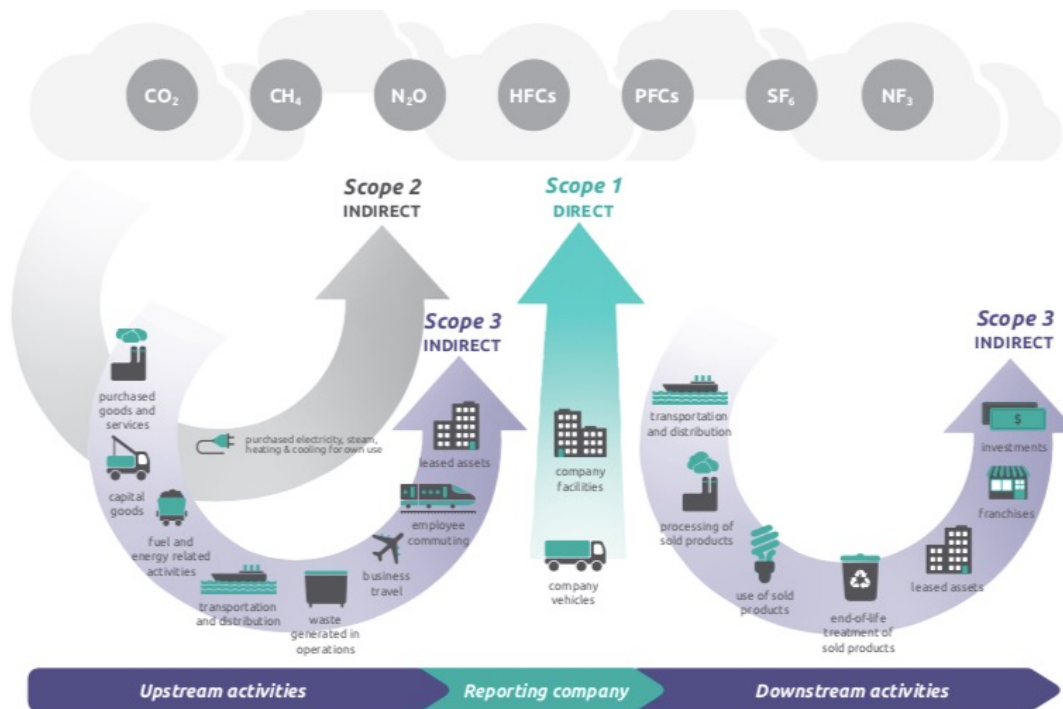 CO₂
CH₄
N₂O
HFCs
PFCs
SF₆
NF₃
Scope 2
INDIRECT
Scope 1
DIRECT
Scope 3
INDIRECT
Scope 3
INDIRECT
purchased
goods and
services
capital
goods
fuel and
energy related
activities
transportation
and distribution
waste
generated in
operations
business
travel
employee
commuting
leased assets
purchased electricity, steam,
heating & cooling for own use
company
facilities
company
vehicles
transportation
and distribution
processing of
sold products
use of sold
products
end-of-life
treatment of
sold products
leased assets
franchises
$
investments
Upstream activities
Reporting company
Downstream activities